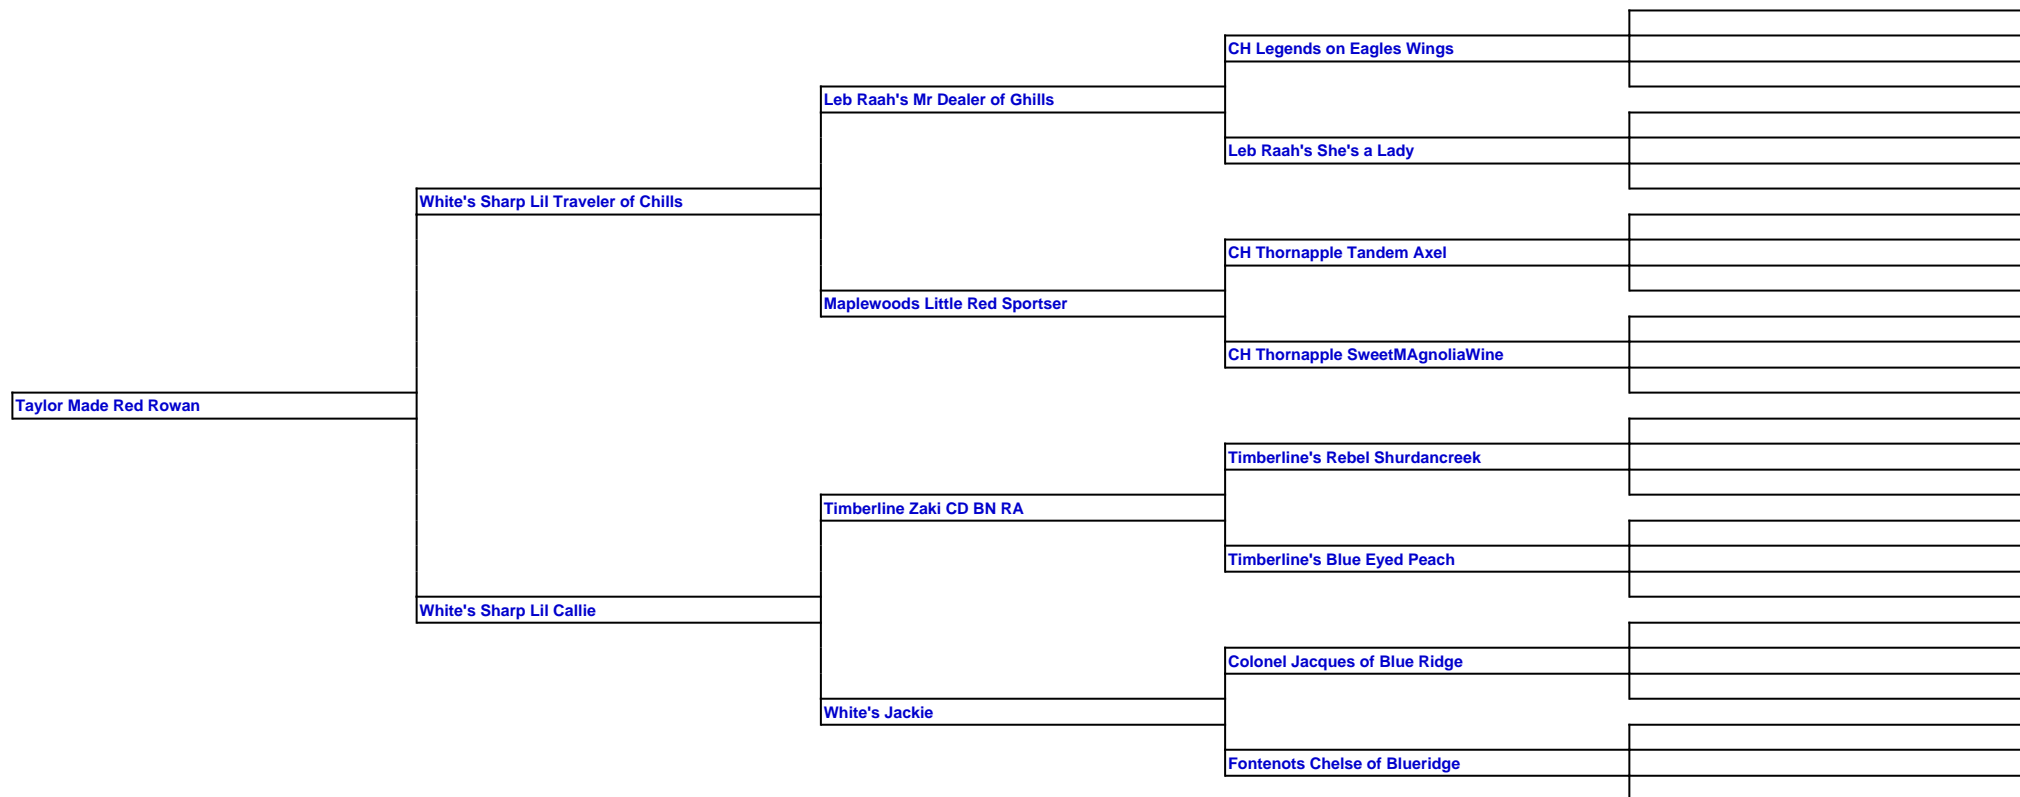 CH Legends on Eagles Wings
Leb Raah's Mr Dealer of Ghills
Leb Raah's She's a Lady
White's Sharp Lil Traveler of Chills
CH Thornapple Tandem Axel
Maplewoods Little Red Sportser
CH Thornapple SweetMAgnoliaWine
Taylor Made Red Rowan
Timberline's Rebel Shurdancreek
Timberline Zaki CD BN RA
Timberline's Blue Eyed Peach
White's Sharp Lil Callie
Colonel Jacques of Blue Ridge
White's Jackie
Fontenots Chelse of Blueridge